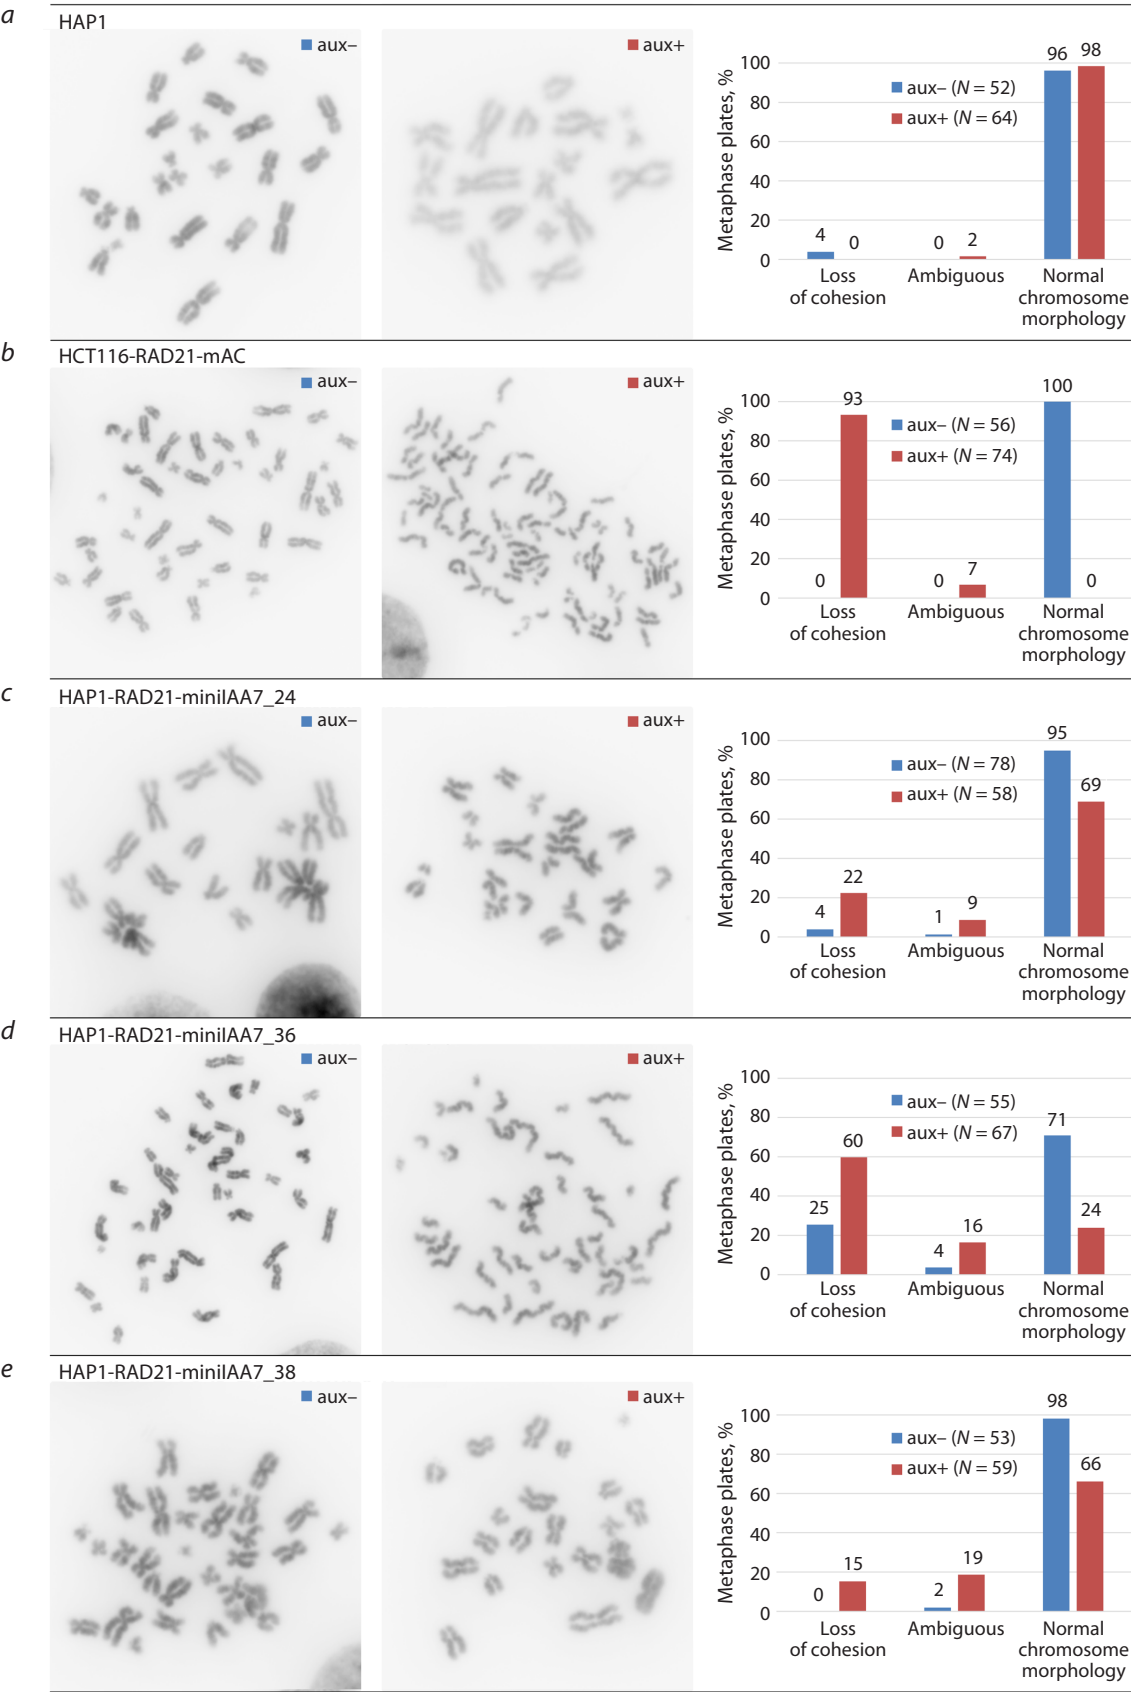 a
HAP1
aux–
aux+
Metaphase plates, %
100
80
60
40
20
0
aux– (N = 52)
aux+ (N = 64)
4
0
0
2
96
98
Loss
of cohesion
Ambiguous
Normal
chromosome
morphology
b
HCT116-RAD21-mAC
aux–
aux+
Metaphase plates, %
100
80
60
40
20
0
aux– (N = 56)
aux+ (N = 74)
0
93
0
7
100
0
Loss
of cohesion
Ambiguous
Normal
chromosome
morphology
c
HAP1-RAD21-miniIAA7_24
aux–
aux+
Metaphase plates, %
100
80
60
40
20
0
aux– (N = 78)
aux+ (N = 58)
4
22
1
9
95
69
Loss
of cohesion
Ambiguous
Normal
chromosome
morphology
d
HAP1-RAD21-miniIAA7_36
aux–
aux+
Metaphase plates, %
100
80
60
40
20
0
aux– (N = 55)
aux+ (N = 67)
25
60
4
16
71
24
Loss
of cohesion
Ambiguous
Normal
chromosome
morphology
e
HAP1-RAD21-miniIAA7_38
aux–
aux+
Metaphase plates, %
100
80
60
40
20
0
aux– (N = 53)
aux+ (N = 59)
0
15
2
19
98
66
Loss
of cohesion
Ambiguous
Normal
chromosome
morphology